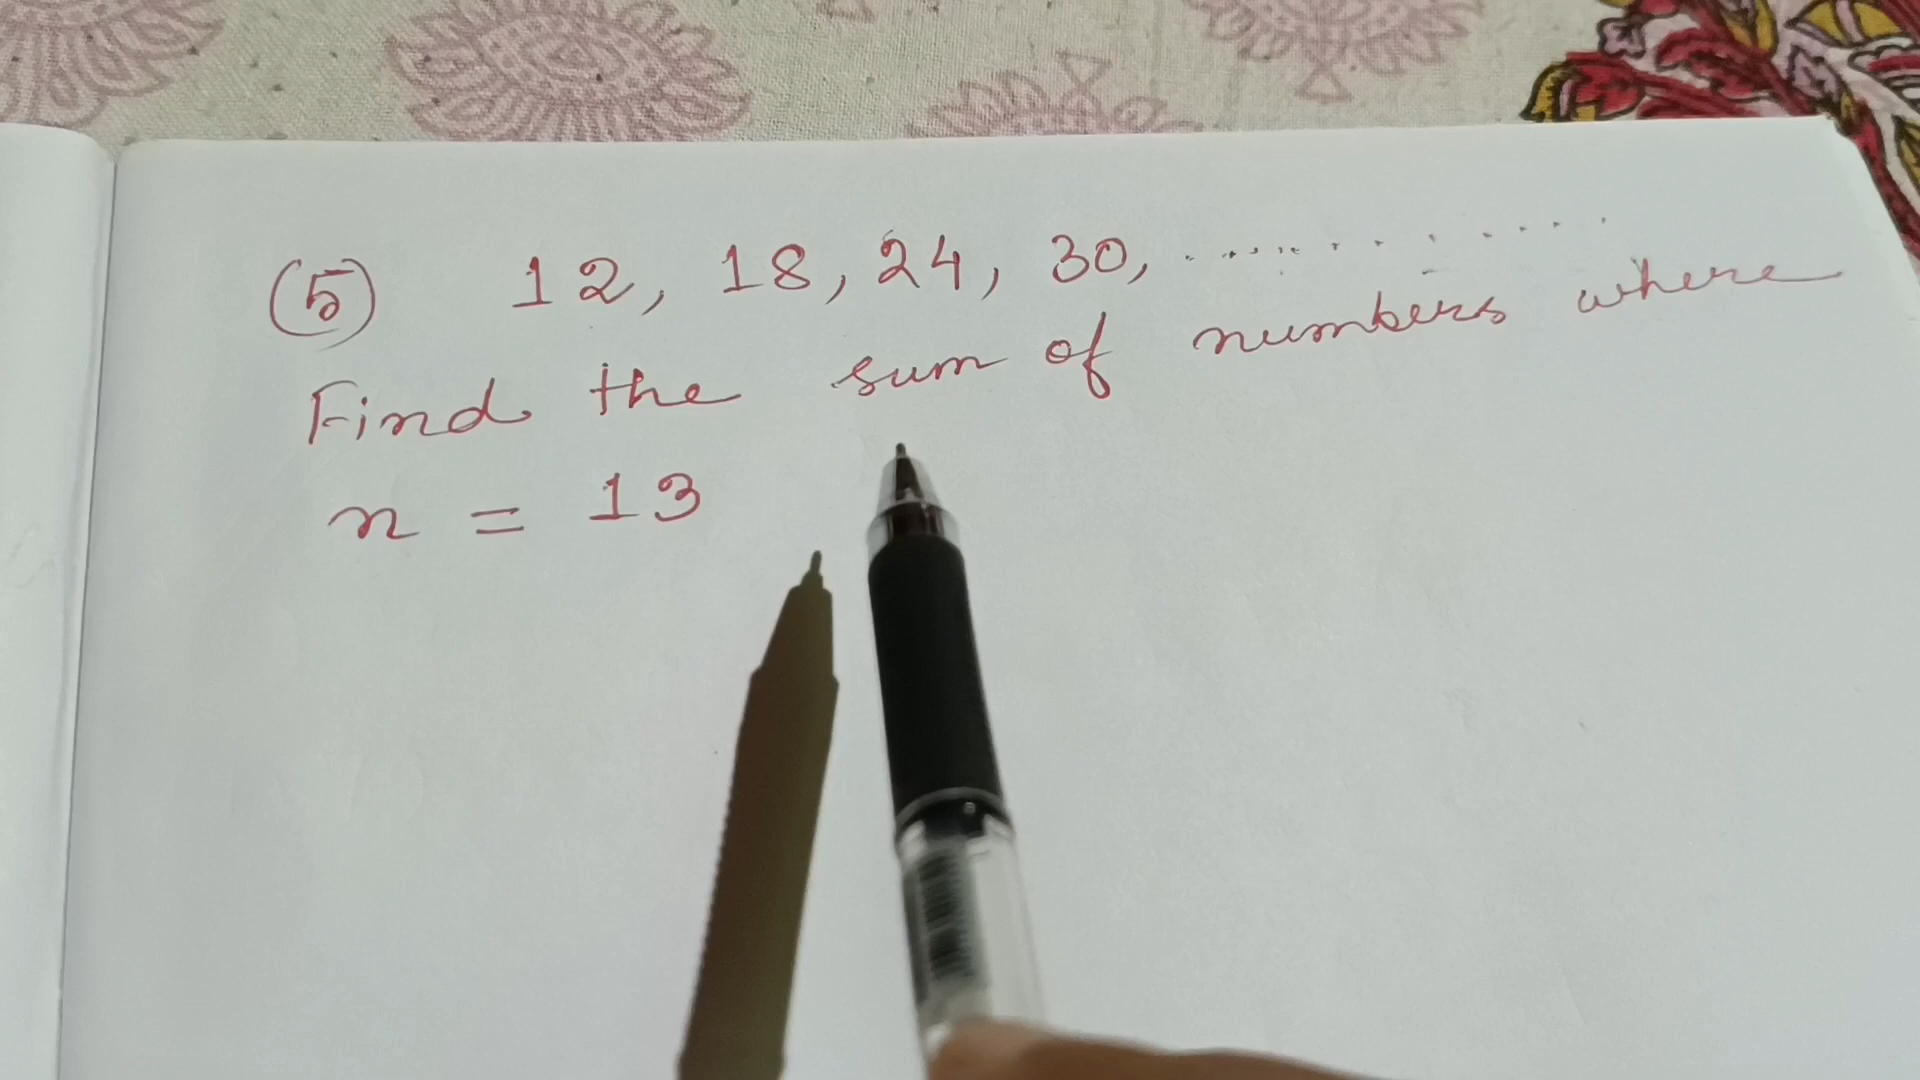 (5) 12, 18, 24, 30, ..............
Find the sum of numbers where
n = 13